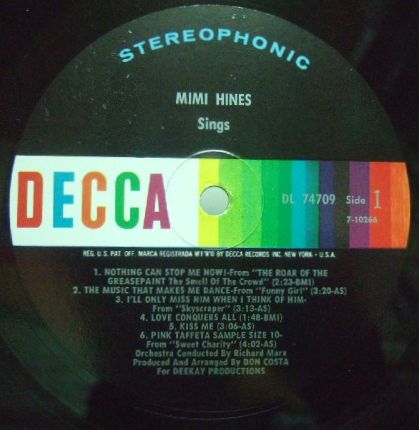 STEREOPHONIC
MIMI HINES
Sings
DECCA
DL 74709 Side 1
7-10266
REG. U.S. PAT. OFF. MARCA REGISTRADA M'F'R'D BY DECCA RECORDS INC. NEW YORK - U.S.A.
1. NOTHING CAN STOP ME NOW!-From "THE ROAR OF THE
GREASEPAINT The Smell Of The Crowd" (2:23-BMI)
2. THE MUSIC THAT MAKES ME DANCE-From "Funny Girl" (3:20-AS)
3. I'LL ONLY MISS HIM WHEN I THINK OF HIM-
From "Skyscraper" (3:13-AS)
4. LOVE CONQUERS ALL (1:48-BMI)
5. KISS ME (3:06-AS)
6. PINK TAFFETA SAMPLE SIZE 10-
From "Sweet Charity" (4:02-AS)
Orchestra Conducted By Richard Marx
Produced And Arranged By DON COSTA
For DEEKAY PRODUCTIONS